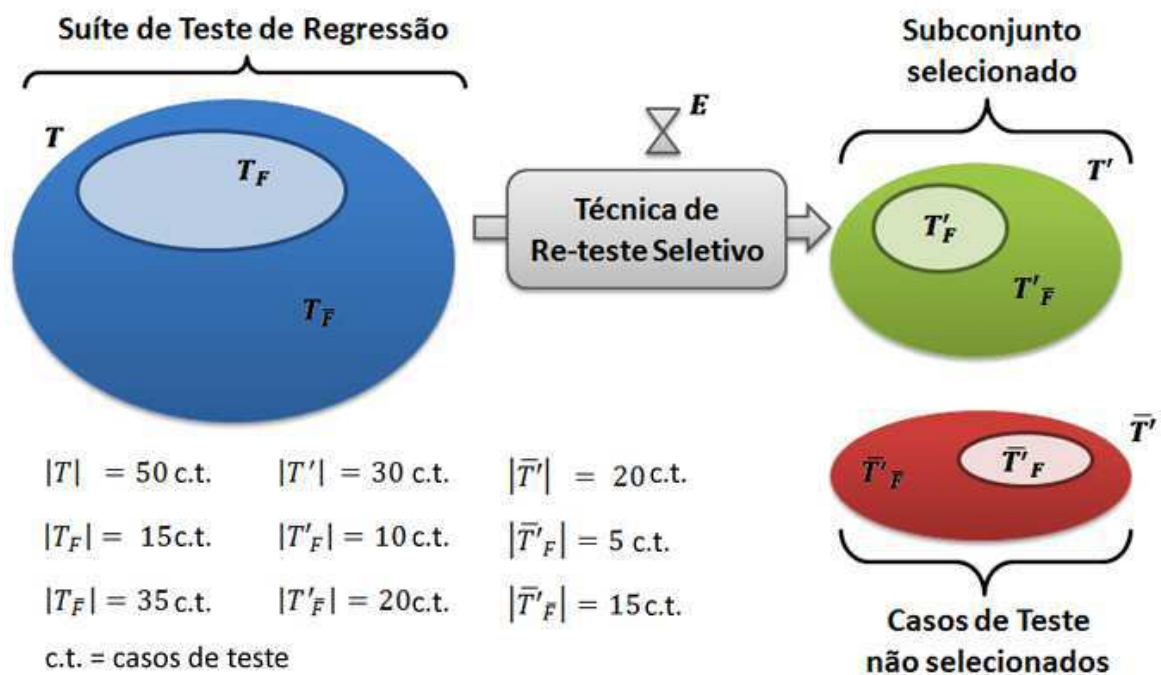 Suíte de Teste de Regressão
T
T_F
T_F̅
E
Técnica de
Re-teste Seletivo
Subconjunto
selecionado
T'
T'_F
T'_F̅
T̅'
T̅'_F̅
T̅'_F
Casos de Teste
não selecionados
|T| = 50 c.t. |T'| = 30 c.t. |T̅'| = 20 c.t.
|T_F| = 15 c.t. |T'_F| = 10 c.t. |T̅'_F| = 5 c.t.
|T_F̅| = 35 c.t. |T'_F̅| = 20 c.t. |T̅'_F̅| = 15 c.t.
c.t. = casos de teste